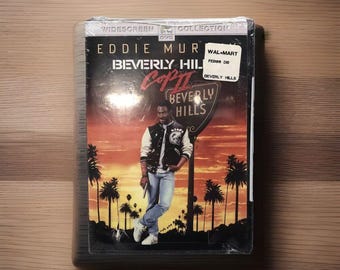 WIDESCREEN COLLECTION
EDDIE MUR
WAL★MART
BEVERLY HILLS
BEVERLY HIL
Cop II
BEVERLY
HILLS